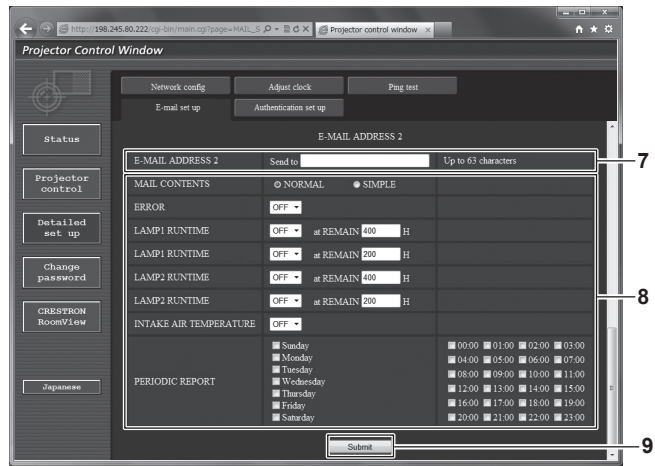 http://198.245.80.222/cgi-bin/main.cgi?page=MAIL_S
Projector control window
Projector Control Window
Network config
Adjust clock
Ping test
E-mail set up
Authentication set up
Status
Projector
control
Detailed
set up
Change
password
CRESTRON
RoomView
Japanese
E-MAIL ADDRESS 2
E-MAIL ADDRESS 2 Send to Up to 63 characters
7
MAIL CONTENTS NORMAL SIMPLE
ERROR OFF
LAMP1 RUNTIME OFF at REMAIN 400 H
LAMP1 RUNTIME OFF at REMAIN 200 H
LAMP2 RUNTIME OFF at REMAIN 400 H
LAMP2 RUNTIME OFF at REMAIN 200 H
INTAKE AIR TEMPERATURE OFF
8
PERIODIC REPORT
Sunday
Monday
Tuesday
Wednesday
Thursday
Friday
Saturday
00:00 01:00 02:00 03:00
04:00 05:00 06:00 07:00
08:00 09:00 10:00 11:00
12:00 13:00 14:00 15:00
16:00 17:00 18:00 19:00
20:00 21:00 22:00 23:00
Submit
9